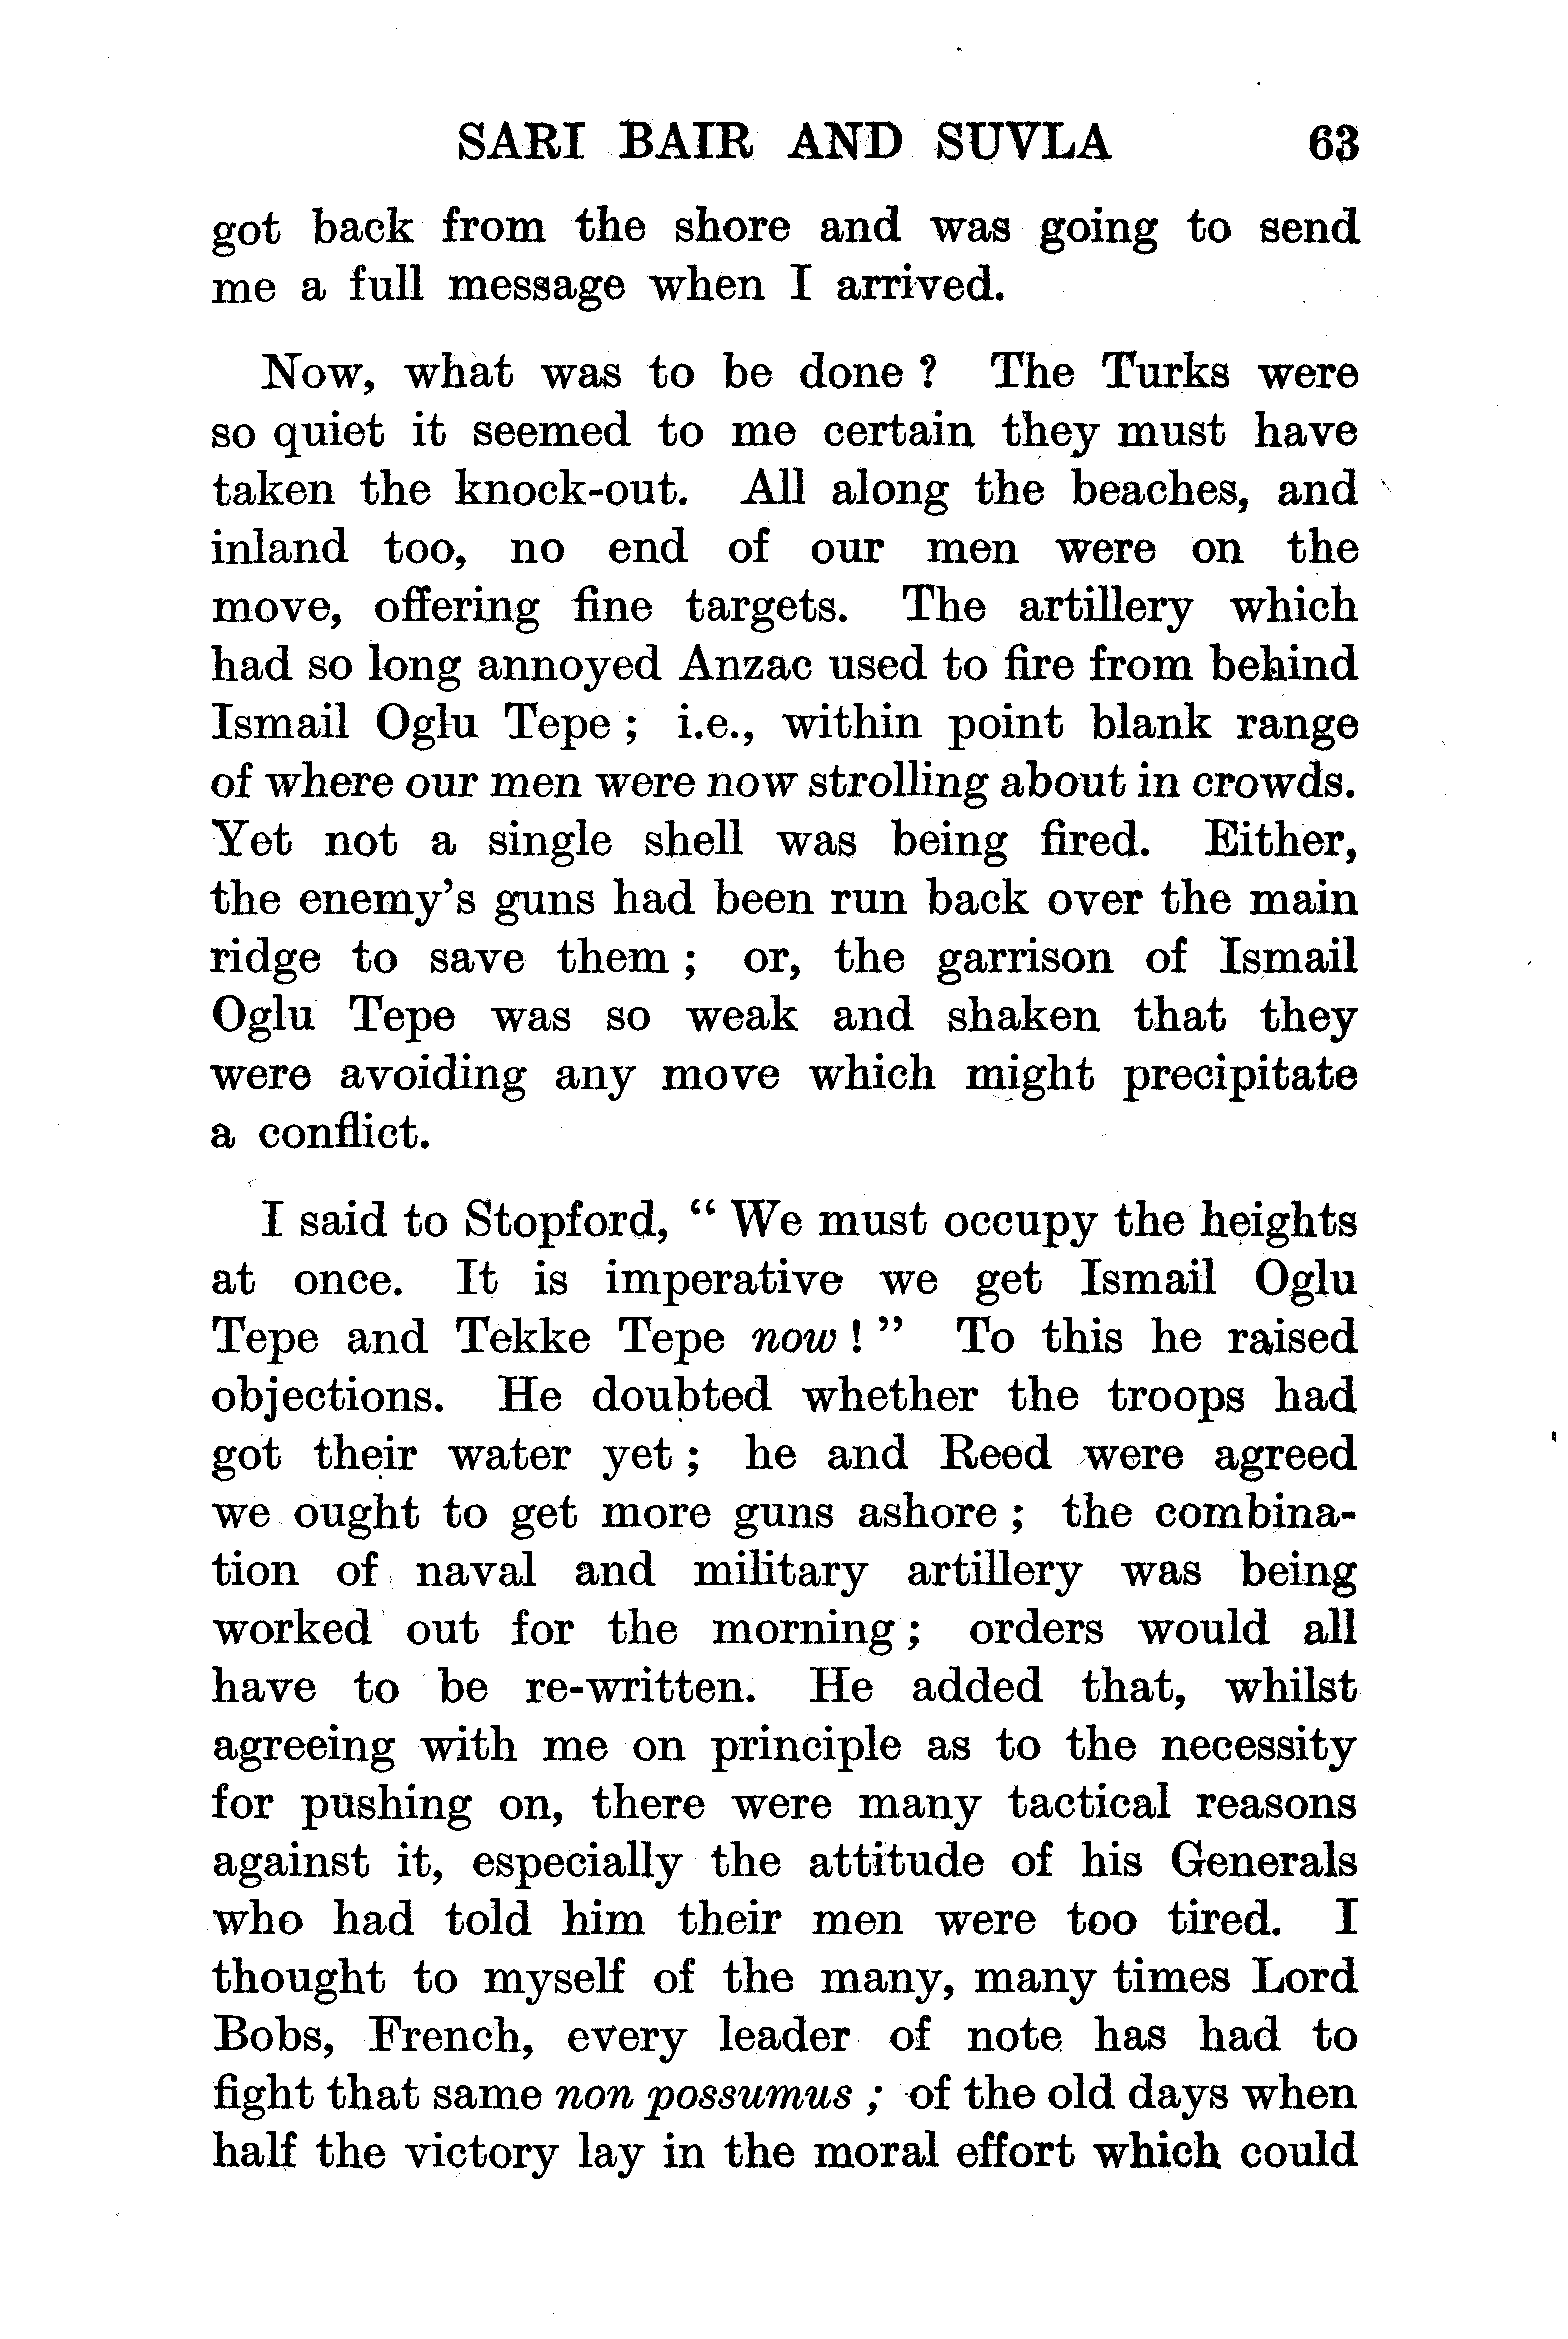 SARI BAIR AND SUVLA 63
got back from the shore and was going to send
me a full message when I arrived.
Now, what was to be done ? The Turks were
so quiet it seemed to me certain they must have
taken the knock-out. All along the beaches, and
inland too, no end of our men were on the
move, offering fine targets. The artillery which
had so long annoyed Anzac used to fire from behind
Ismail Oglu Tepe ; i.e., within point blank range
of where our men were now strolling about in crowds.
Yet not a single shell was being fired. Either,
the enemy's guns had been run back over the main
ridge to save them ; or, the garrison of Ismail
Oglu Tepe was so weak and shaken that they
were avoiding any move which might precipitate
a conflict.
I said to Stopford, “ We must occupy the heights
at once. It is imperative we get Ismail Oglu
Tepe and Tekke Tepe now ! ” To this he raised
objections. He doubted whether the troops had
got their water yet ; he and Reed were agreed
we ought to get more guns ashore ; the combina-
tion of naval and military artillery was being
worked out for the morning ; orders would all
have to be re-written. He added that, whilst
agreeing with me on principle as to the necessity
for pushing on, there were many tactical reasons
against it, especially the attitude of his Generals
who had told him their men were too tired. I
thought to myself of the many, many times Lord
Bobs, French, every leader of note has had to
fight that same non possumus ; of the old days when
half the victory lay in the moral effort which could